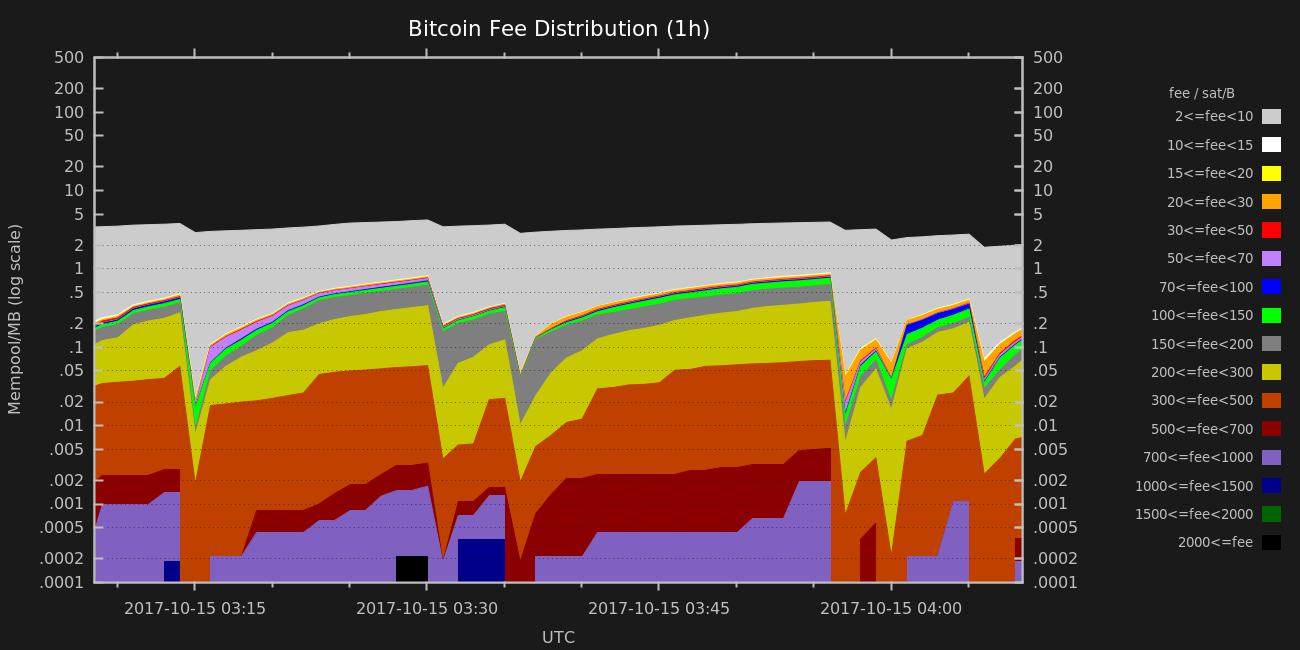 Bitcoin Fee Distribution (1h)
Mempool/MB (log scale)
500
200
100
50
20
10
5
2
1
.5
.2
.1
.05
.02
.01
.005
.002
.001
.0005
.0002
.0001
500
200
100
50
20
10
5
2
1
.5
.2
.1
.05
.02
.01
.005
.002
.001
.0005
.0002
.0001
2017-10-15 03:15
2017-10-15 03:30
2017-10-15 03:45
2017-10-15 04:00
UTC
fee / sat/B
2<=fee<10
10<=fee<15
15<=fee<20
20<=fee<30
30<=fee<50
50<=fee<70
70<=fee<100
100<=fee<150
150<=fee<200
200<=fee<300
300<=fee<500
500<=fee<700
700<=fee<1000
1000<=fee<1500
1500<=fee<2000
2000<=fee